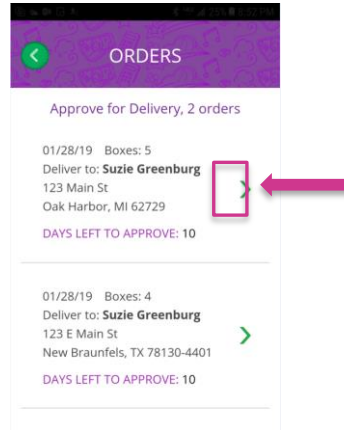 ORDERS
Approve for Delivery, 2 orders
01/28/19 Boxes: 5
Deliver to: Suzie Greenburg
123 Main St
Oak Harbor, MI 62729
DAYS LEFT TO APPROVE: 10
01/28/19 Boxes: 4
Deliver to: Suzie Greenburg
123 E Main St
New Braunfels, TX 78130-4401
DAYS LEFT TO APPROVE: 10